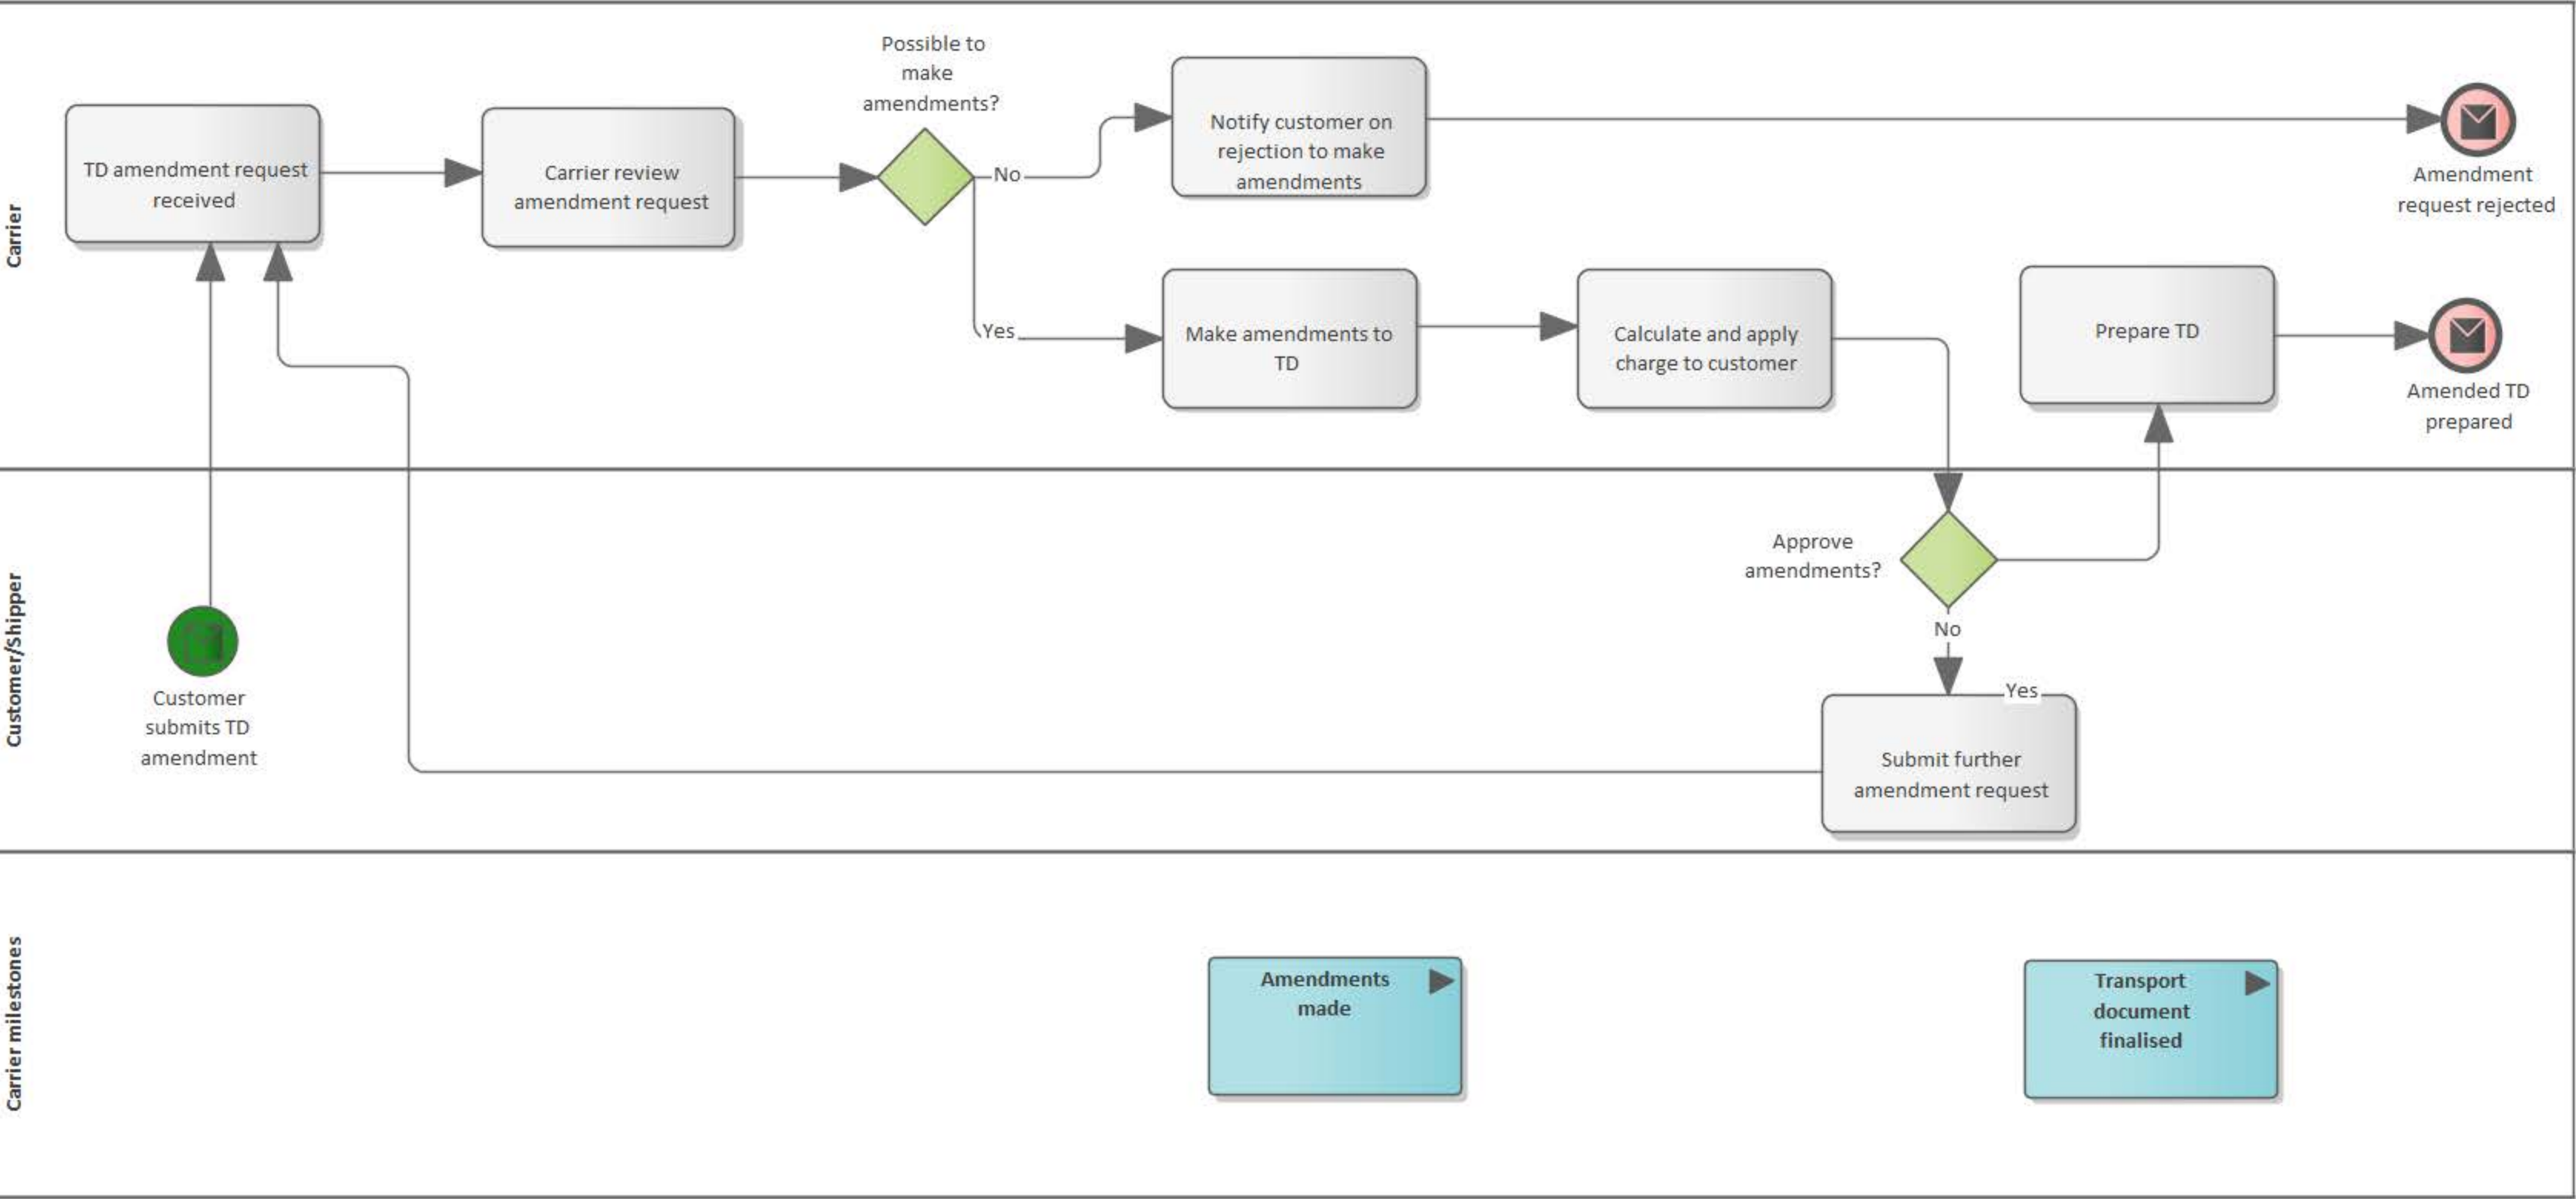 Carrier
TD amendment request
received
Carrier review
amendment request
Possible to
make
amendments?
No
Yes
Notify customer on
rejection to make
amendments
Amendment
request rejected
Make amendments to
TD
Calculate and apply
charge to customer
Prepare TD
Amended TD
prepared
Customer/Shipper
Customer
submits TD
amendment
Approve
amendments?
No
Yes
Submit further
amendment request
Carrier milestones
Amendments
made
Transport
document
finalised